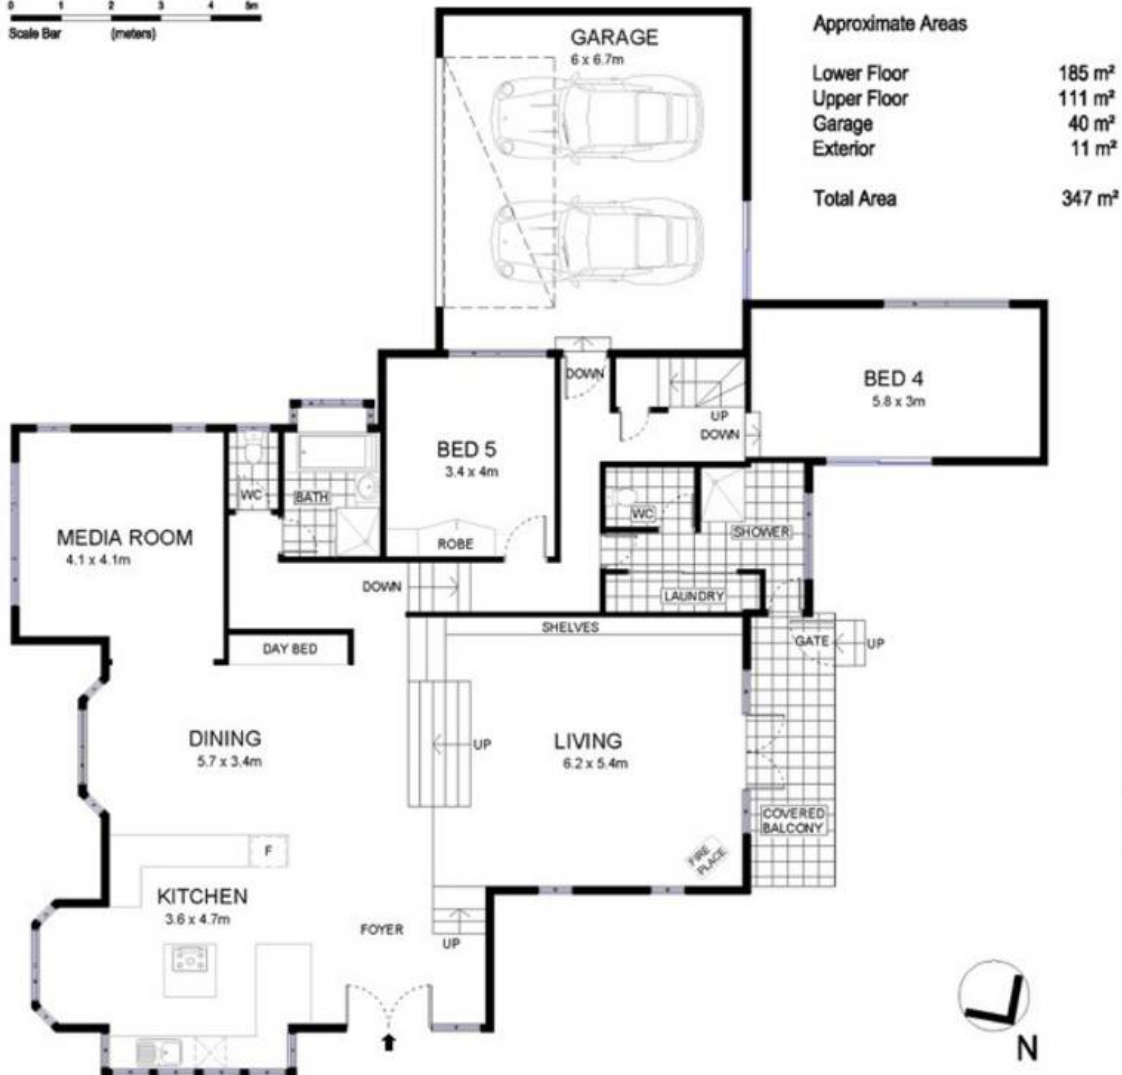 0 1 2 3 4 5m
Scale Bar (meters)
GARAGE
6 x 6.7m
Approximate Areas
Lower Floor 185 m²
Upper Floor 111 m²
Garage 40 m²
Exterior 11 m²
Total Area 347 m²
DOWN
BED 4
5.8 x 3m
UP
DOWN
BED 5
3.4 x 4m
WC
BATH
WC
SHOWER
MEDIA ROOM
4.1 x 4.1m
ROBE
DOWN
LAUNDRY
SHELVES
GATE
UP
DAY BED
DINING
5.7 x 3.4m
UP
LIVING
6.2 x 5.4m
COVERED
BALCONY
F
FIRE
PLACE
KITCHEN
3.6 x 4.7m
FOYER
UP
N